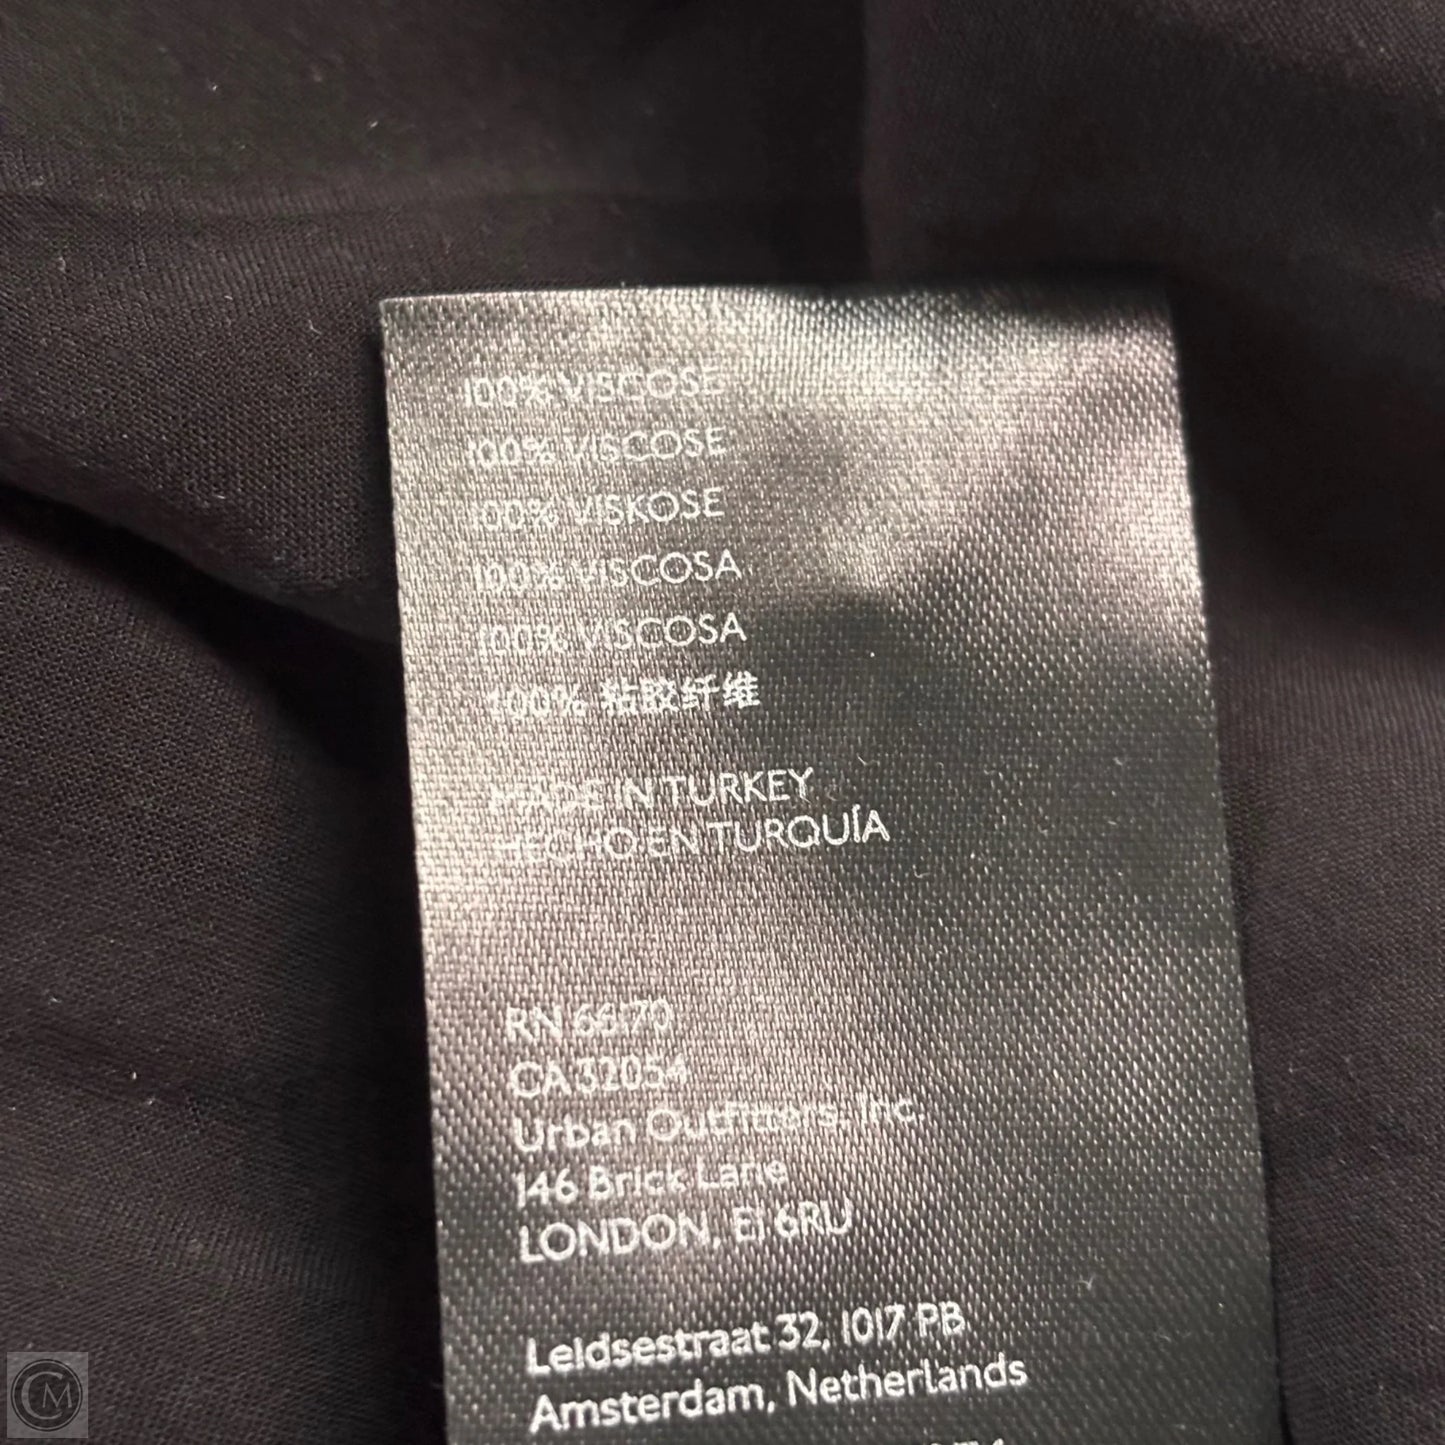 100% VISCOSE
100% VISCOSE
100% VISKOSE
100% VISCOSA
100% VISCOSA
100% 粘胶纤维
MADE IN TURKEY
HECHO EN TURQUÍA
RN 66170
CA 32054
Urban Outfitters, Inc.
146 Brick Lane
LONDON, E1 6RU
Leidsestraat 32, 1017 PB
Amsterdam, Netherlands
CM